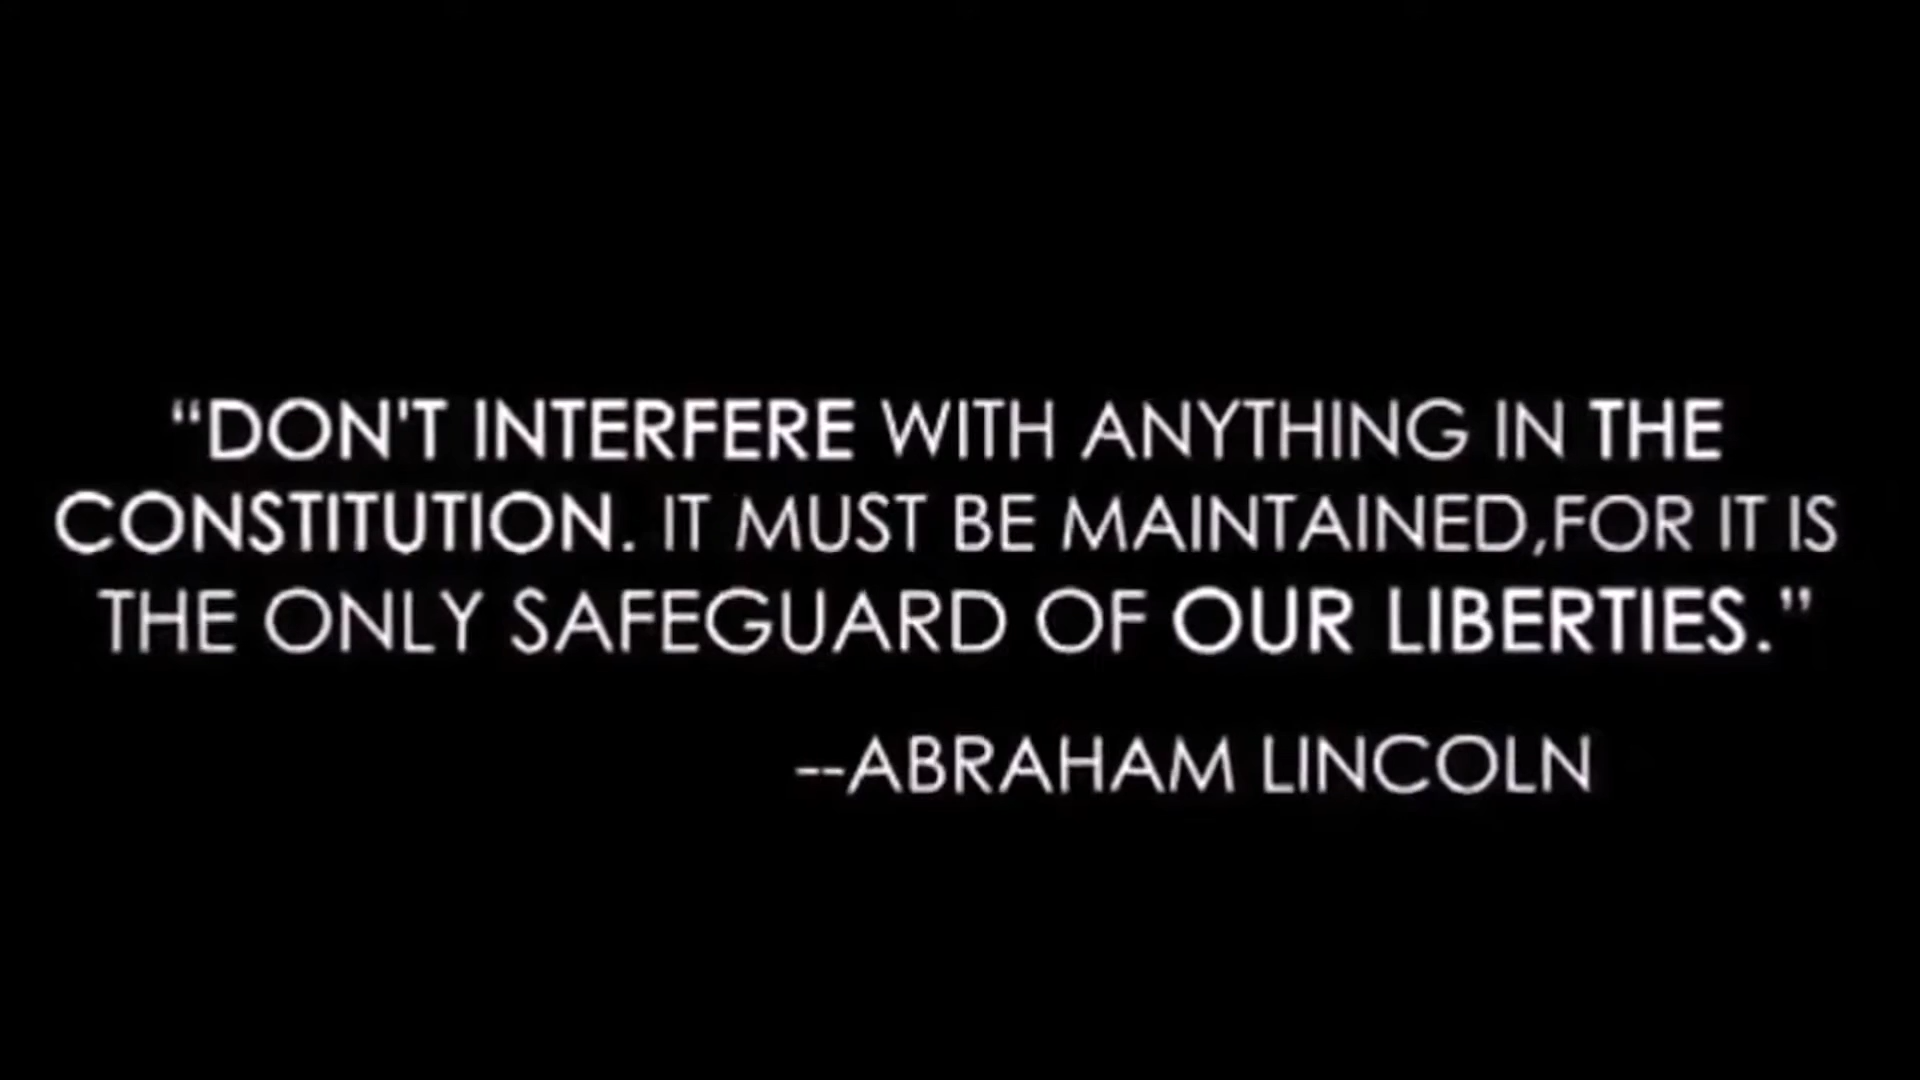 “DON'T INTERFERE WITH ANYTHING IN THE
CONSTITUTION. IT MUST BE MAINTAINED,FOR IT IS
THE ONLY SAFEGUARD OF OUR LIBERTIES.”
--ABRAHAM LINCOLN